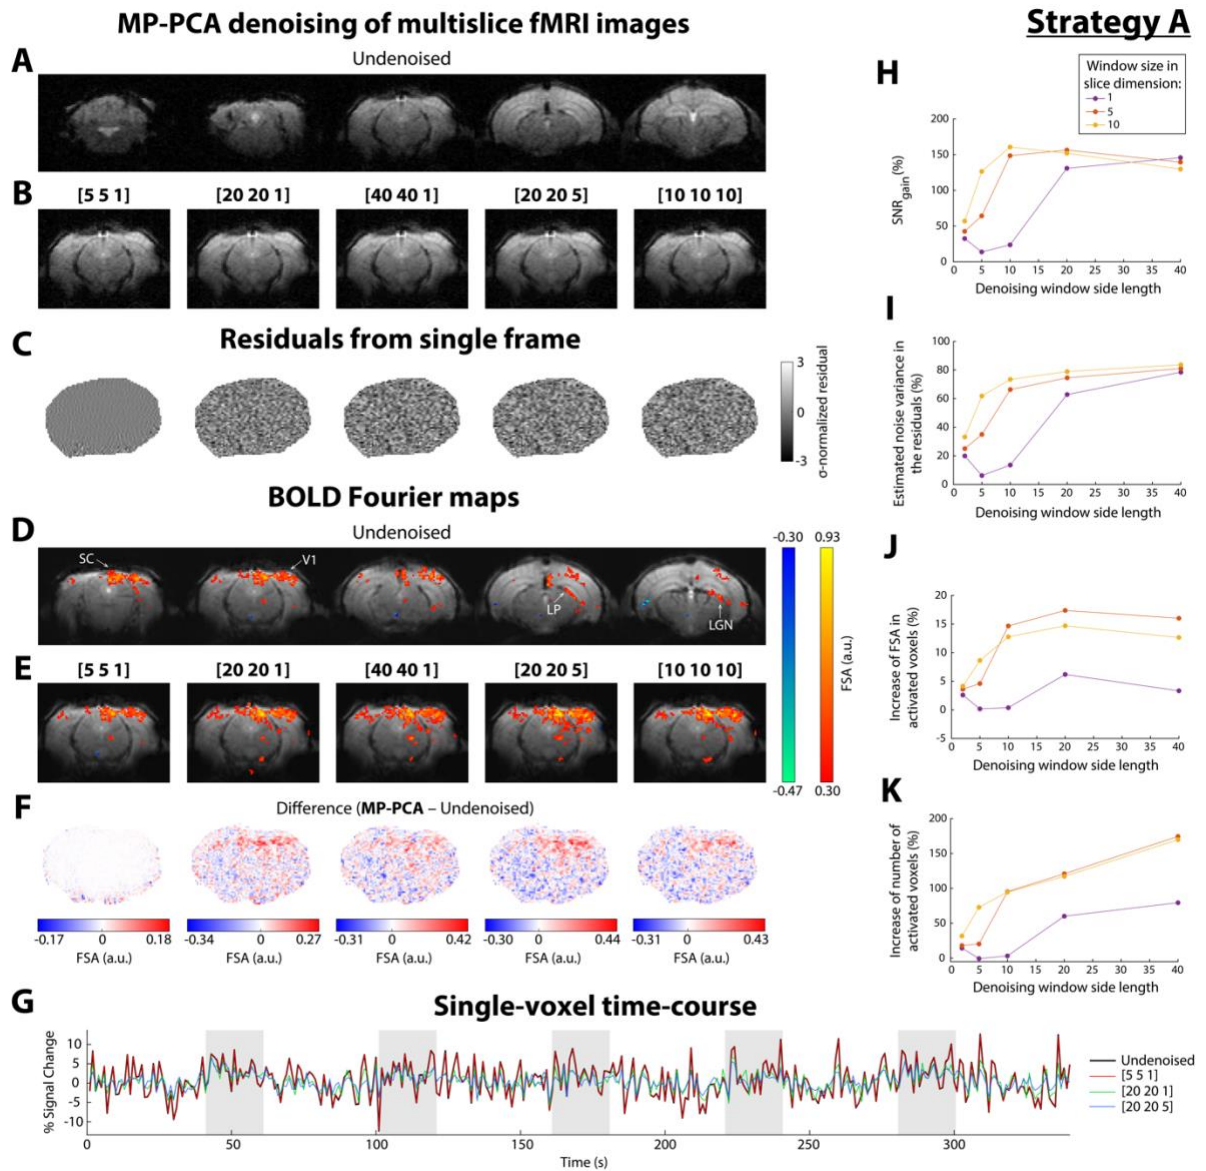 MP-PCA denoising of multislice fMRI images
Strategy A
A
Undenoised
B
[5 5 1] [20 20 1] [40 40 1] [20 20 5] [10 10 10]
C
Residuals from single frame
3
0
-3
σ-normalized residual
BOLD Fourier maps
D
Undenoised
SC
V1
LP
LGN
-0.30 0.93
FSA (a.u.)
-0.47 0.30
E
[5 5 1] [20 20 1] [40 40 1] [20 20 5] [10 10 10]
F
Difference (MP-PCA – Undenoised)
-0.17 0 0.18 -0.34 0 0.27 -0.31 0 0.42 -0.30 0 0.44 -0.31 0 0.43
FSA (a.u.) FSA (a.u.) FSA (a.u.) FSA (a.u.) FSA (a.u.)
G
Single-voxel time-course
% Signal Change
10
5
0
-5
-10
0 50 100 150 200 250 300
Time (s)
Undenoised
[5 5 1]
[20 20 1]
[20 20 5]
H
Window size in
slice dimension:
1
5
10
SNRgain (%)
200
150
100
50
0
0 5 10 15 20 25 30 35 40
Denoising window side length
I
Estimated noise variance in
the residuals (%)
100
80
60
40
20
0
0 5 10 15 20 25 30 35 40
Denoising window side length
J
Increase of FSA in
activated voxels (%)
20
15
10
5
0
-5
0 5 10 15 20 25 30 35 40
Denoising window side length
K
Increase of number of
activated voxels (%)
200
150
100
50
0
0 5 10 15 20 25 30 35 40
Denoising window side length